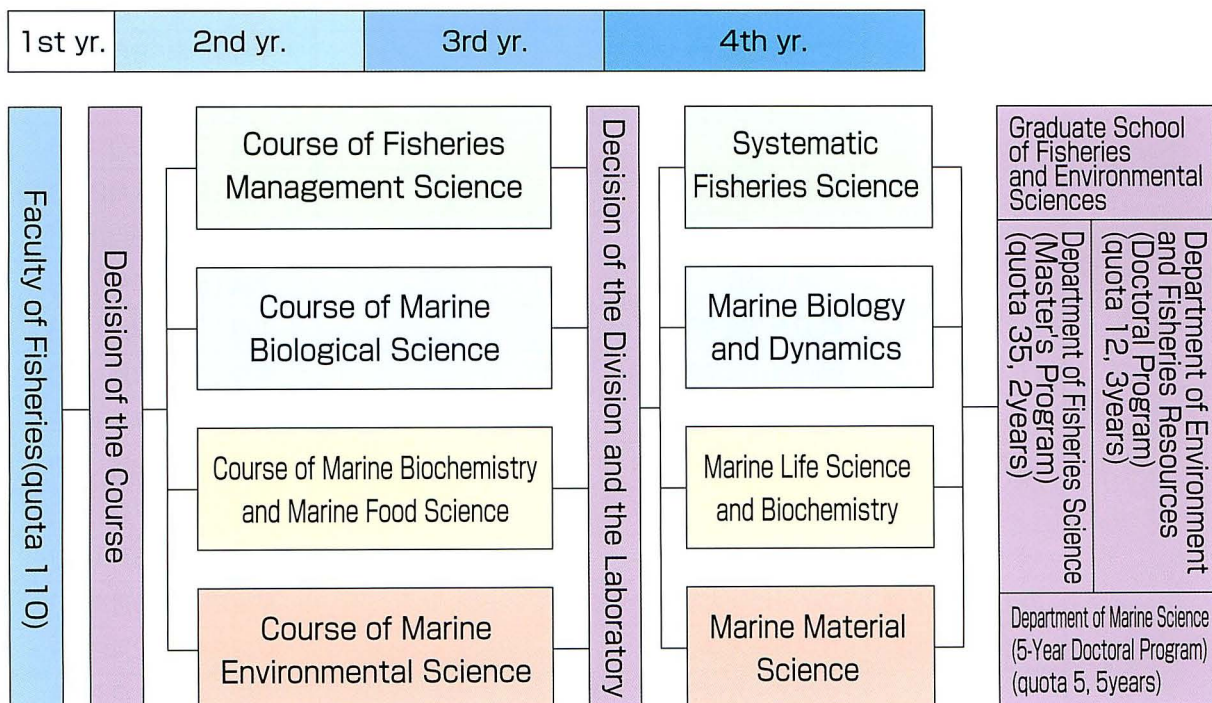 1st yr.
2nd yr.
3rd yr.
4th yr.
Faculty of Fisheries(quota 110)
Decision of the Course
Course of Fisheries
Management Science
Course of Marine
Biological Science
Course of Marine Biochemistry
and Marine Food Science
Course of Marine
Environmental Science
Decision of the Division and the Laboratory
Systematic
Fisheries Science
Marine Biology
and Dynamics
Marine Life Science
and Biochemistry
Marine Material
Science
Graduate School
of Fisheries
and Environmental
Sciences
Department of Fisheries Science
(Master's Program)
(quota 35, 2years)
Department of Environment
and Fisheries Resources
(Doctoral Program)
(quota 12, 3years)
Department of Marine Science
(5-Year Doctoral Program)
(quota 5, 5years)